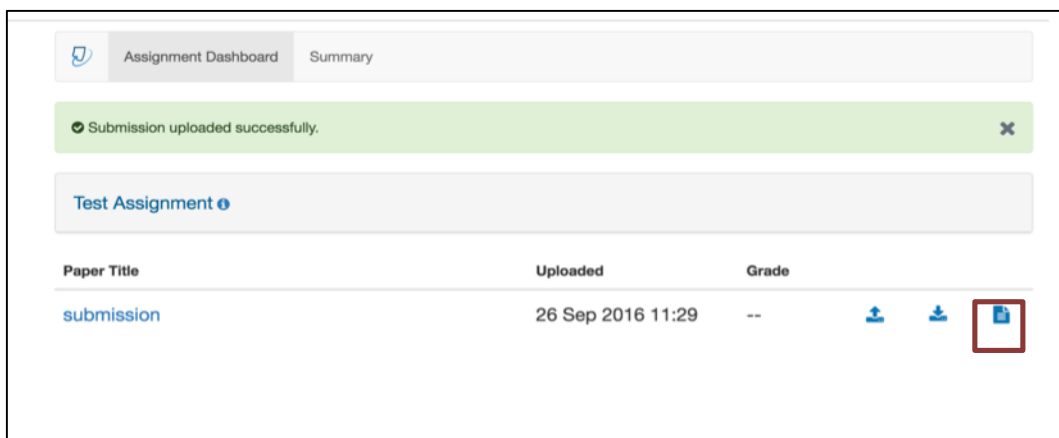 Assignment Dashboard Summary
Submission uploaded successfully.
Test Assignment
Paper Title Uploaded Grade
submission 26 Sep 2016 11:29 --